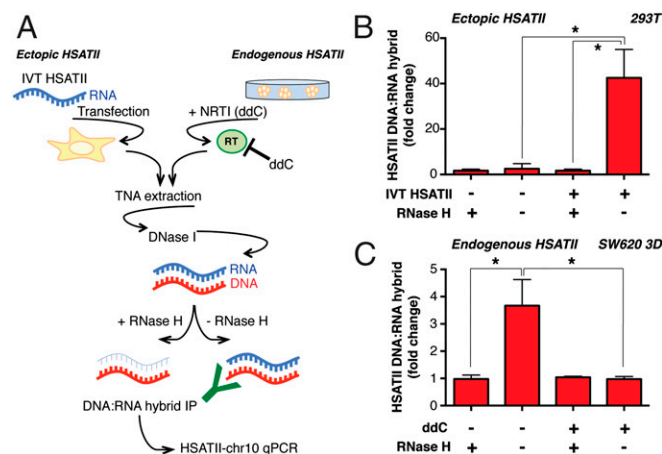 A
Ectopic HSATII
Endogenous HSATII
IVT HSATII
RNA
Transfection
+ NRTI (ddC)
RT
ddC
TNA extraction
DNase I
RNA
DNA
+ RNase H
- RNase H
DNA:RNA hybrid IP
HSATII-chr10 qPCR
B
Ectopic HSATII
293T
HSATII DNA:RNA hybrid
(fold change)
60
40
20
0
*
*
IVT HSATII - - + +
RNase H + - + -
C
Endogenous HSATII
SW620 3D
HSATII DNA:RNA hybrid
(fold change)
5
4
3
2
1
0
*
*
ddC - - + +
RNase H + - + -